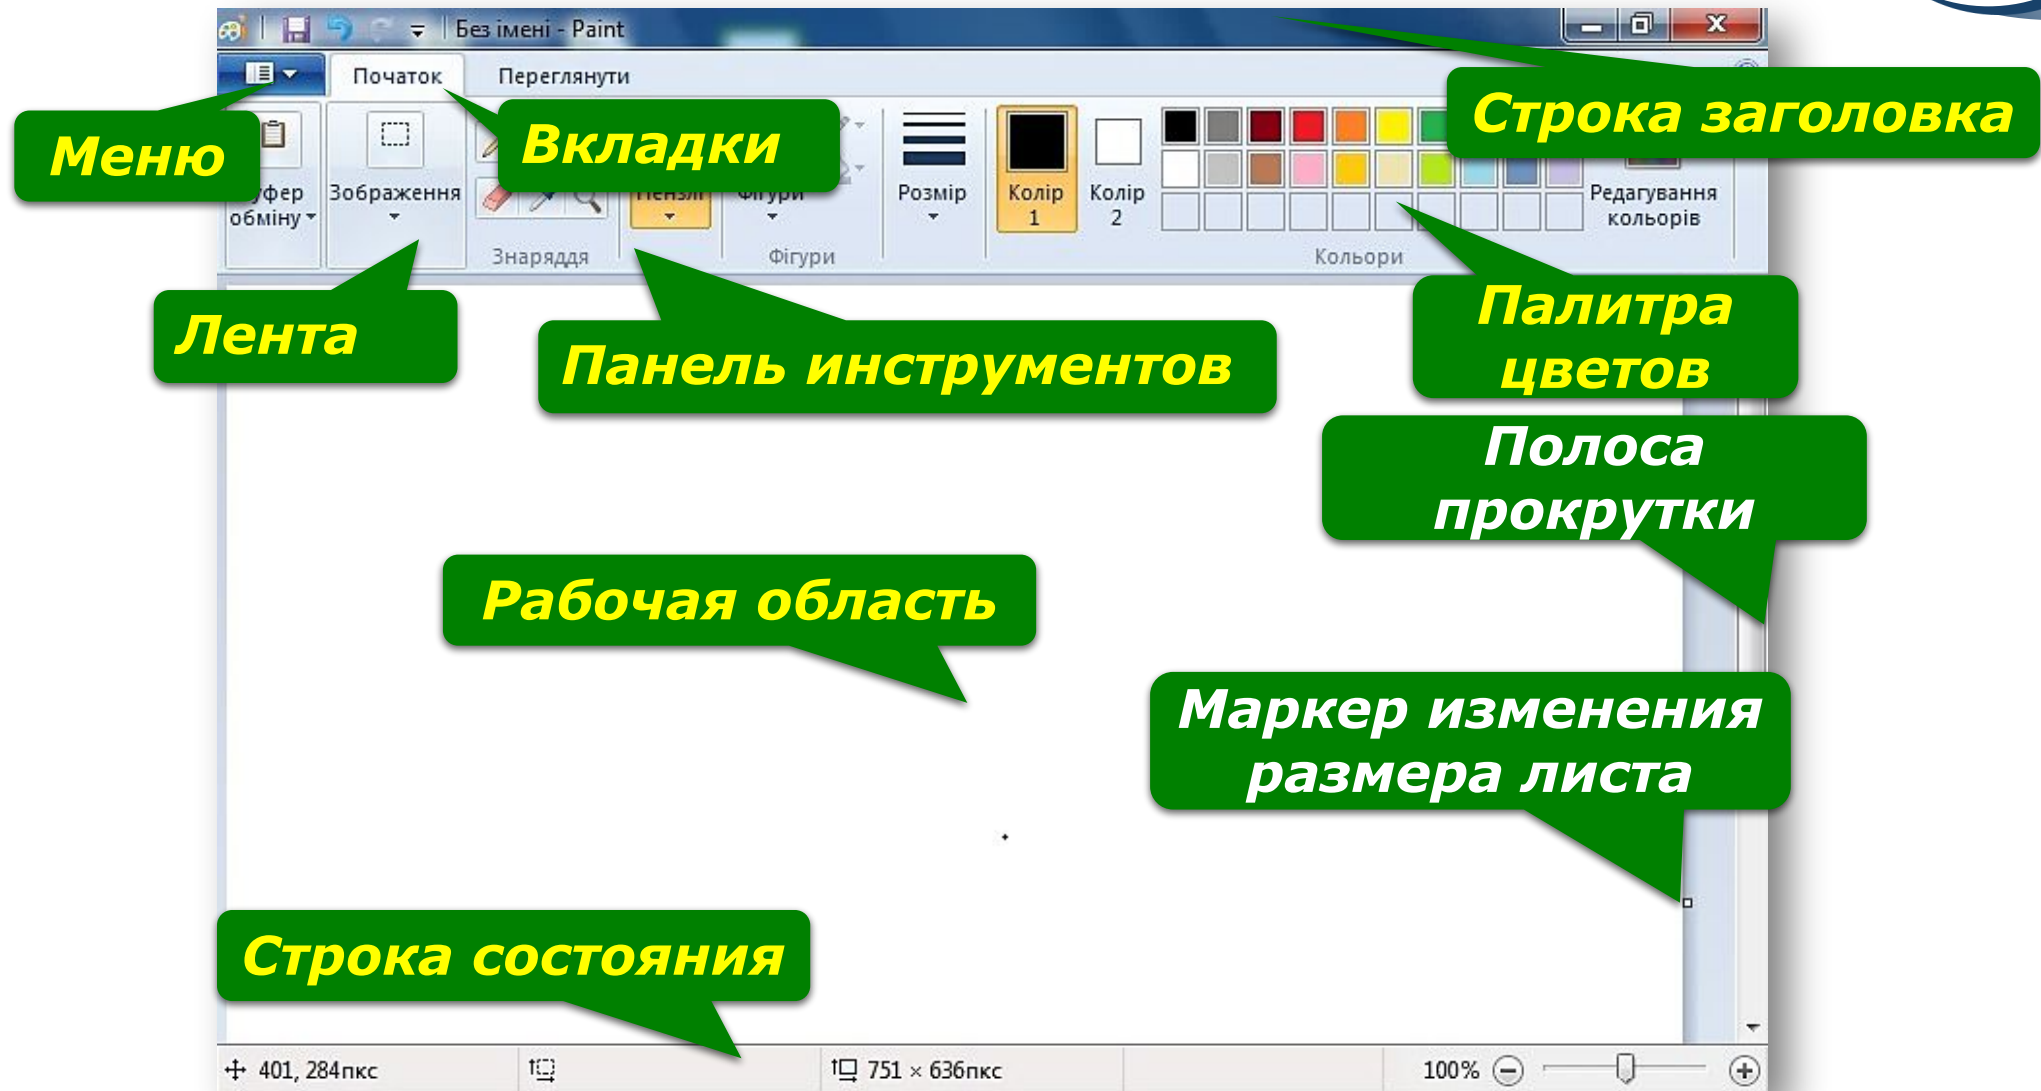 Без імені - Paint
Початок
Переглянути
Строка заголовка
Меню
Вкладки
обміну
Зображення
Розмір
Колір
1
Колір
2
Редагування
кольорів
Знаряддя
Фігури
Кольори
Лента
Панель инструментов
Палитра
цветов
Полоса
прокрутки
Рабочая область
Маркер изменения
размера листа
Строка состояния
401, 284пкс
751 × 636пкс
100%